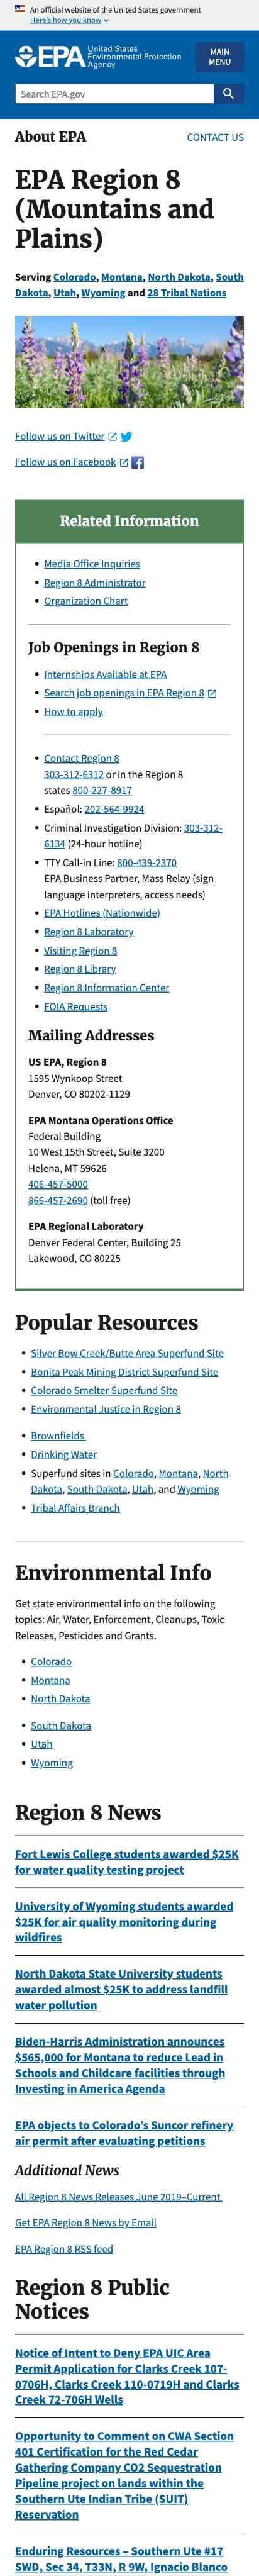 An official website of the United States government
Here's how you know
EPA
United States
Environmental Protection
Agency
MAIN
MENU
Search EPA.gov
About EPA
CONTACT US
EPA Region 8
(Mountains and
Plains)
Serving Colorado, Montana, North Dakota, South
Dakota, Utah, Wyoming and 28 Tribal Nations
Follow us on Twitter
Follow us on Facebook
Related Information
Media Office Inquiries
Region 8 Administrator
Organization Chart
Job Openings in Region 8
Internships Available at EPA
Search job openings in EPA Region 8
How to apply
Contact Region 8
303-312-6312 or in the Region 8
states 800-227-8917
Español: 202-564-9924
Criminal Investigation Division: 303-312-
6134 (24-hour hotline)
TTY Call-in Line: 800-439-2370
EPA Business Partner, Mass Relay (sign
language interpreters, access needs)
EPA Hotlines (Nationwide)
Region 8 Laboratory
Visiting Region 8
Region 8 Library
Region 8 Information Center
FOIA Requests
Mailing Addresses
US EPA, Region 8
1595 Wynkoop Street
Denver, CO 80202-1129
EPA Montana Operations Office
Federal Building
10 West 15th Street, Suite 3200
Helena, MT 59626
406-457-5000
866-457-2690 (toll free)
EPA Regional Laboratory
Denver Federal Center, Building 25
Lakewood, CO 80225
Popular Resources
Silver Bow Creek/Butte Area Superfund Site
Bonita Peak Mining District Superfund Site
Colorado Smelter Superfund Site
Environmental Justice in Region 8
Brownfields
Drinking Water
Superfund sites in Colorado, Montana, North
Dakota, South Dakota, Utah, and Wyoming
Tribal Affairs Branch
Environmental Info
Get state environmental info on the following
topics: Air, Water, Enforcement, Cleanups, Toxic
Releases, Pesticides and Grants.
Colorado
Montana
North Dakota
South Dakota
Utah
Wyoming
Region 8 News
Fort Lewis College students awarded $25K
for water quality testing project
University of Wyoming students awarded
$25K for air quality monitoring during
wildfires
North Dakota State University students
awarded almost $25K to address landfill
water pollution
Biden-Harris Administration announces
$565,000 for Montana to reduce Lead in
Schools and Childcare facilities through
Investing in America Agenda
EPA objects to Colorado's Suncor refinery
air permit after evaluating petitions
Additional News
All Region 8 News Releases June 2019–Current
Get EPA Region 8 News by Email
EPA Region 8 RSS feed
Region 8 Public
Notices
Notice of Intent to Deny EPA UIC Area
Permit Application for Clarks Creek 107-
0706H, Clarks Creek 110-0719H and Clarks
Creek 72-706H Wells
Opportunity to Comment on CWA Section
401 Certification for the Red Cedar
Gathering Company CO2 Sequestration
Pipeline project on lands within the
Southern Ute Indian Tribe (SUIT)
Reservation
Enduring Resources – Southern Ute #17
SWD, Sec 34, T33N, R 9W, Ignacio Blanco